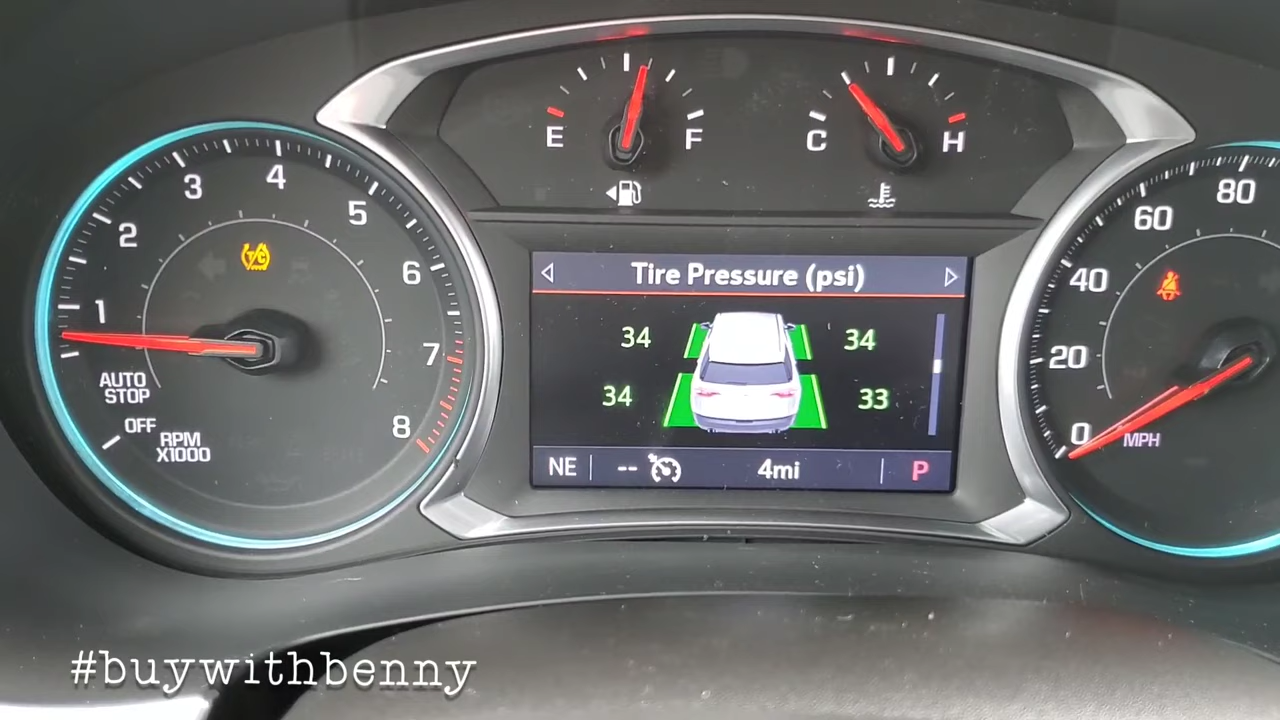 E F
C H
1 2 3 4 5 6 7 8
AUTO
STOP
OFF
RPM
X1000
T/C
Tire Pressure (psi)
34 34
34 33
NE -- 4mi P
0 20 40 60 80
MPH
#buywithbenny